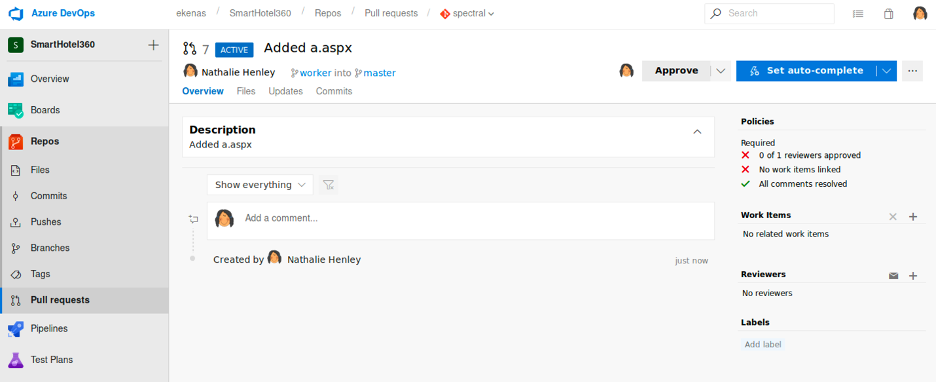 Azure DevOps
ekenas / SmartHotel360 / Repos / Pull requests / spectral
Search
S SmartHotel360
Overview
Boards
Repos
Files
Commits
Pushes
Branches
Tags
Pull requests
Pipelines
Test Plans
7 ACTIVE Added a.aspx
Nathalie Henley worker into master
Approve
Set auto-complete
Overview Files Updates Commits
Description
Added a.aspx
Show everything
Add a comment...
Created by Nathalie Henley just now
Policies
Required
0 of 1 reviewers approved
No work items linked
All comments resolved
Work Items
No related work items
Reviewers
No reviewers
Labels
Add label